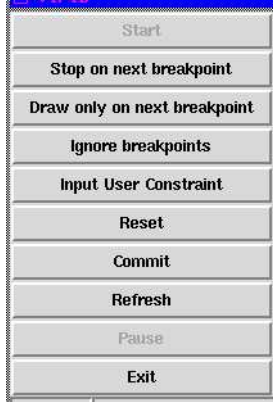 Start
Stop on next breakpoint
Draw only on next breakpoint
Ignore breakpoints
Input User Constraint
Reset
Commit
Refresh
Pause
Exit